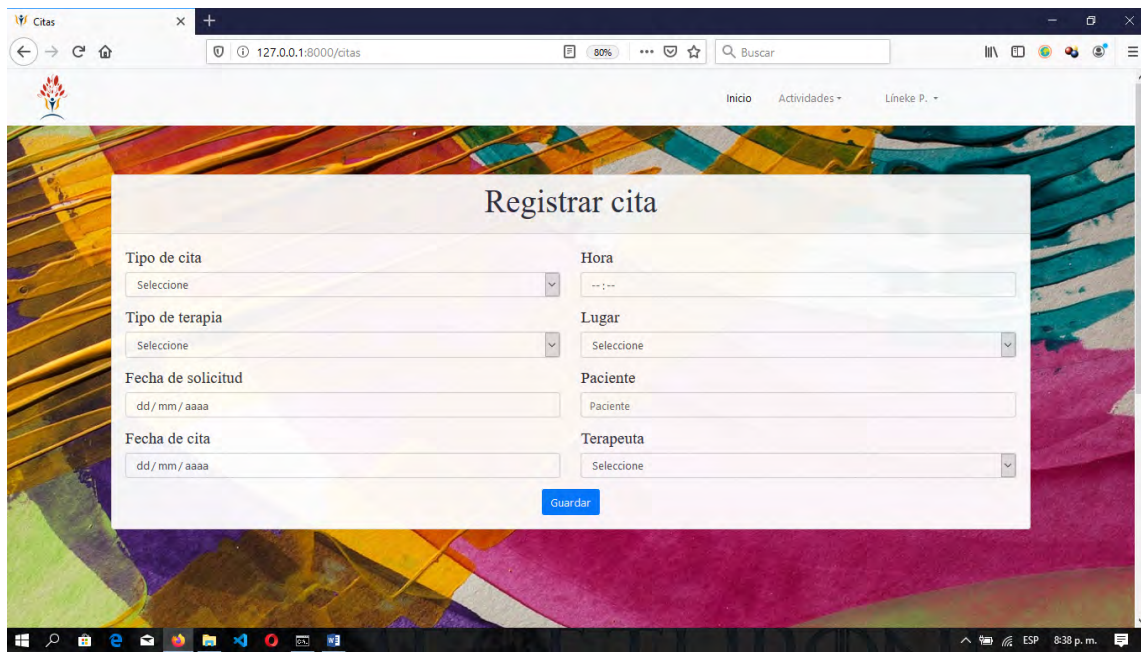 Citas
127.0.0.1:8000/citas
80%
Buscar
Inicio
Actividades
Líneke P.
Registrar cita
Tipo de cita
Seleccione
Hora
-- : --
Tipo de terapia
Seleccione
Lugar
Seleccione
Fecha de solicitud
dd / mm / aaaa
Paciente
Paciente
Fecha de cita
dd / mm / aaaa
Terapeuta
Seleccione
Guardar
ESP
8:38 p. m.